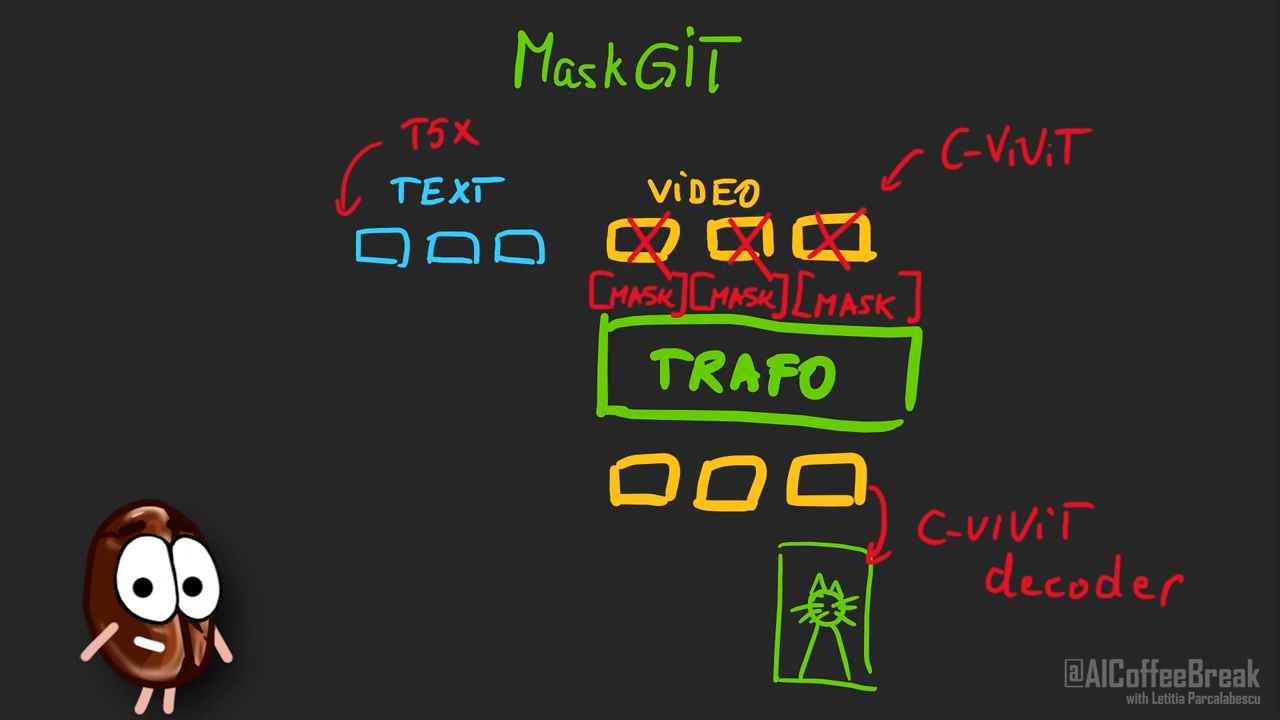 MaskGiT
T5X
C-ViViT
TEXT
ViDEO
[MASK] [MASK] [MASK]
TRAFO
C-ViViT
decoder
@AICoffeeBreak
with Letitia Parcalabescu